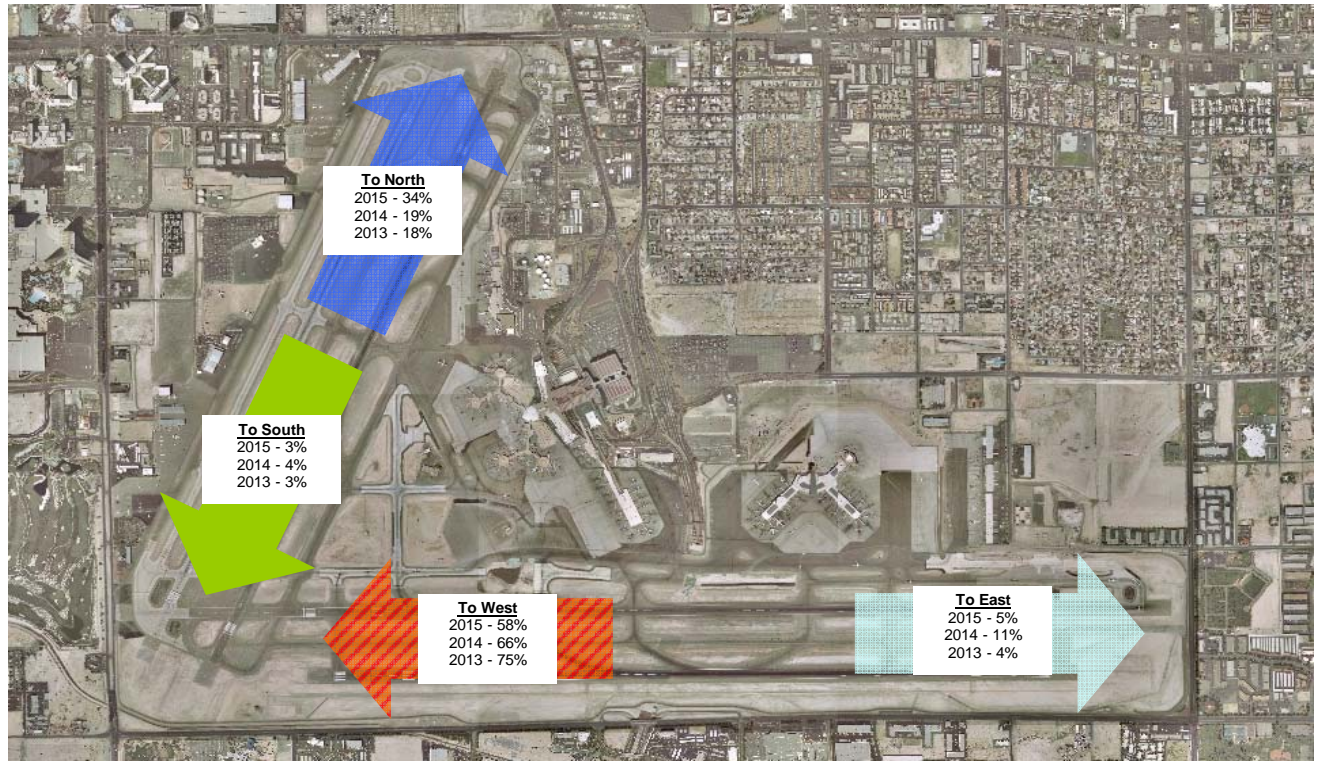 To North
2015 - 34%
2014 - 19%
2013 - 18%
To South
2015 - 3%
2014 - 4%
2013 - 3%
To West
2015 - 58%
2014 - 66%
2013 - 75%
To East
2015 - 5%
2014 - 11%
2013 - 4%